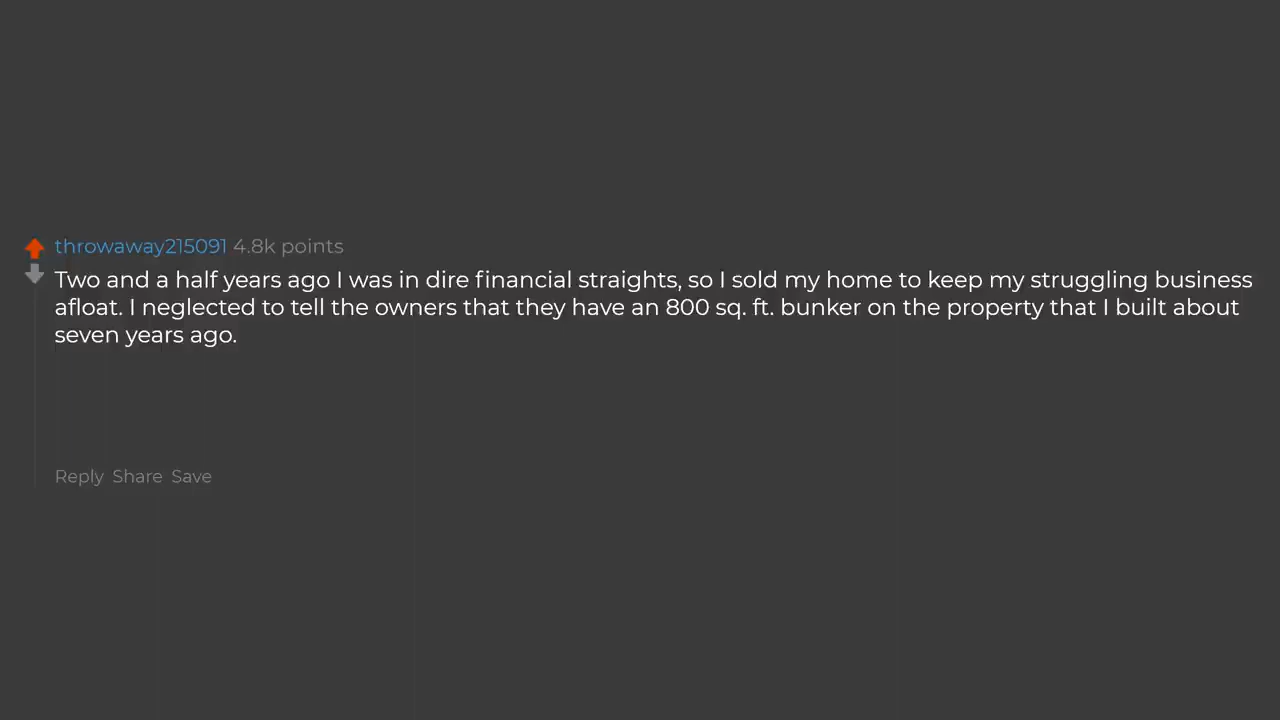 throwaway215091 4.8k points
Two and a half years ago I was in dire financial straights, so I sold my home to keep my struggling business
afloat. I neglected to tell the owners that they have an 800 sq. ft. bunker on the property that I built about
seven years ago.
Reply Share Save